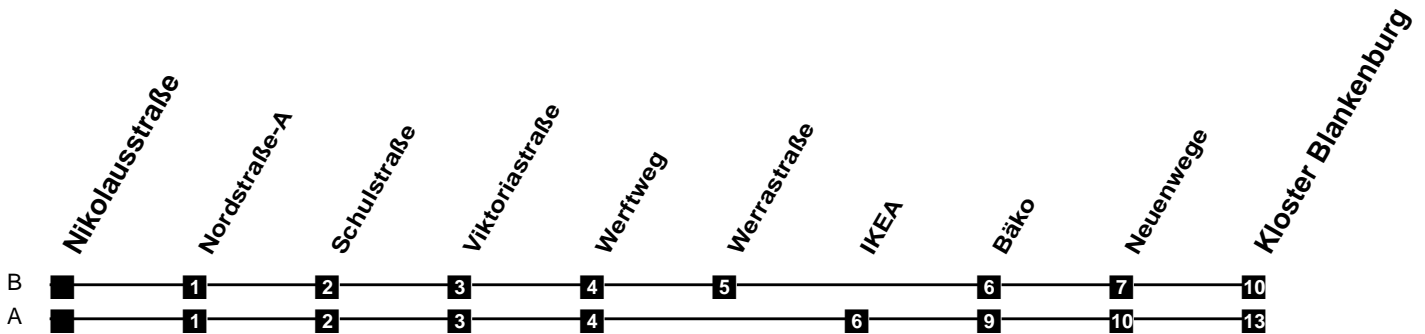 Nikolausstraße
Nordstraße-A
Schulstraße
Viktoriastraße
Werftweg
Werrastraße
IKEA
Bäko
Neuenwege
Kloster Blankenburg
B 1 2 3 4 5 6 7 10
A 1 2 3 4 6 9 10 13